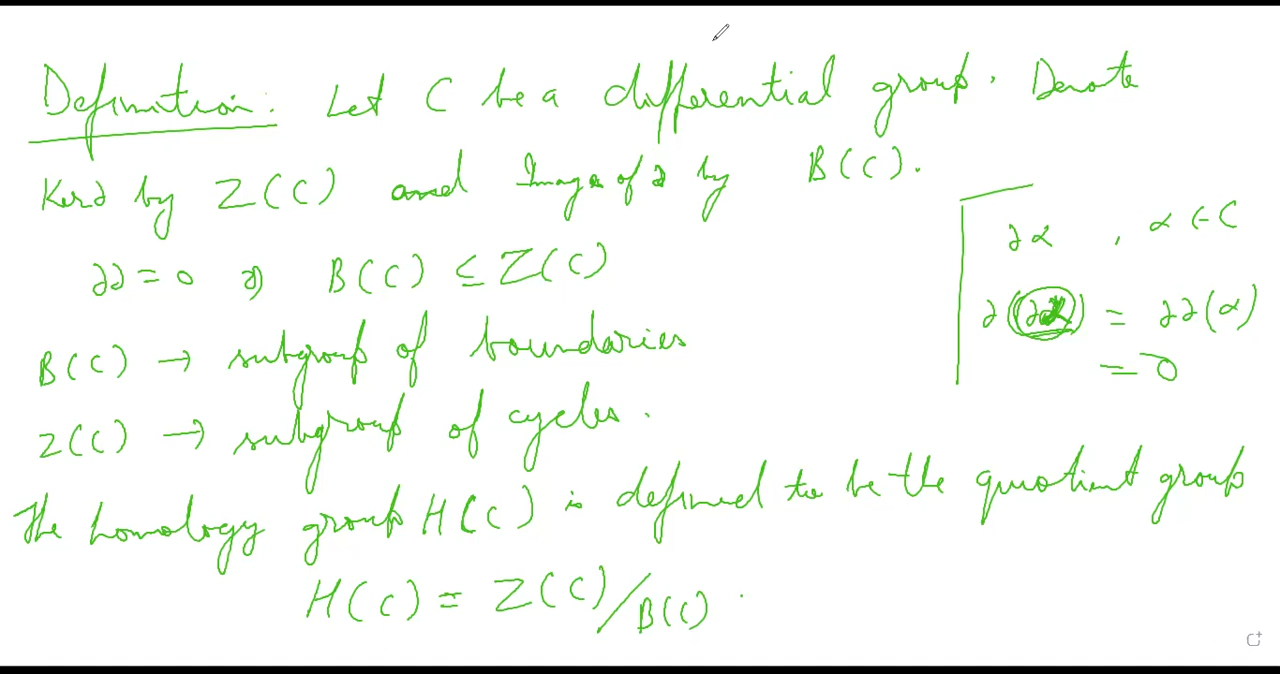 Definition: Let C be a differential group. Denote
Ker∂ by Z(C) and Image of ∂ by B(C).
∂∂ = 0 ⇒ B(C) ≤ Z(C)
B(C) → subgroup of boundaries
Z(C) → subgroup of cycles.
The homology group H(C) is defined to be the quotient group
H(C) = Z(C)/B(C).
∂α , α ∈ C
∂(∂α) = ∂∂(α)
= 0